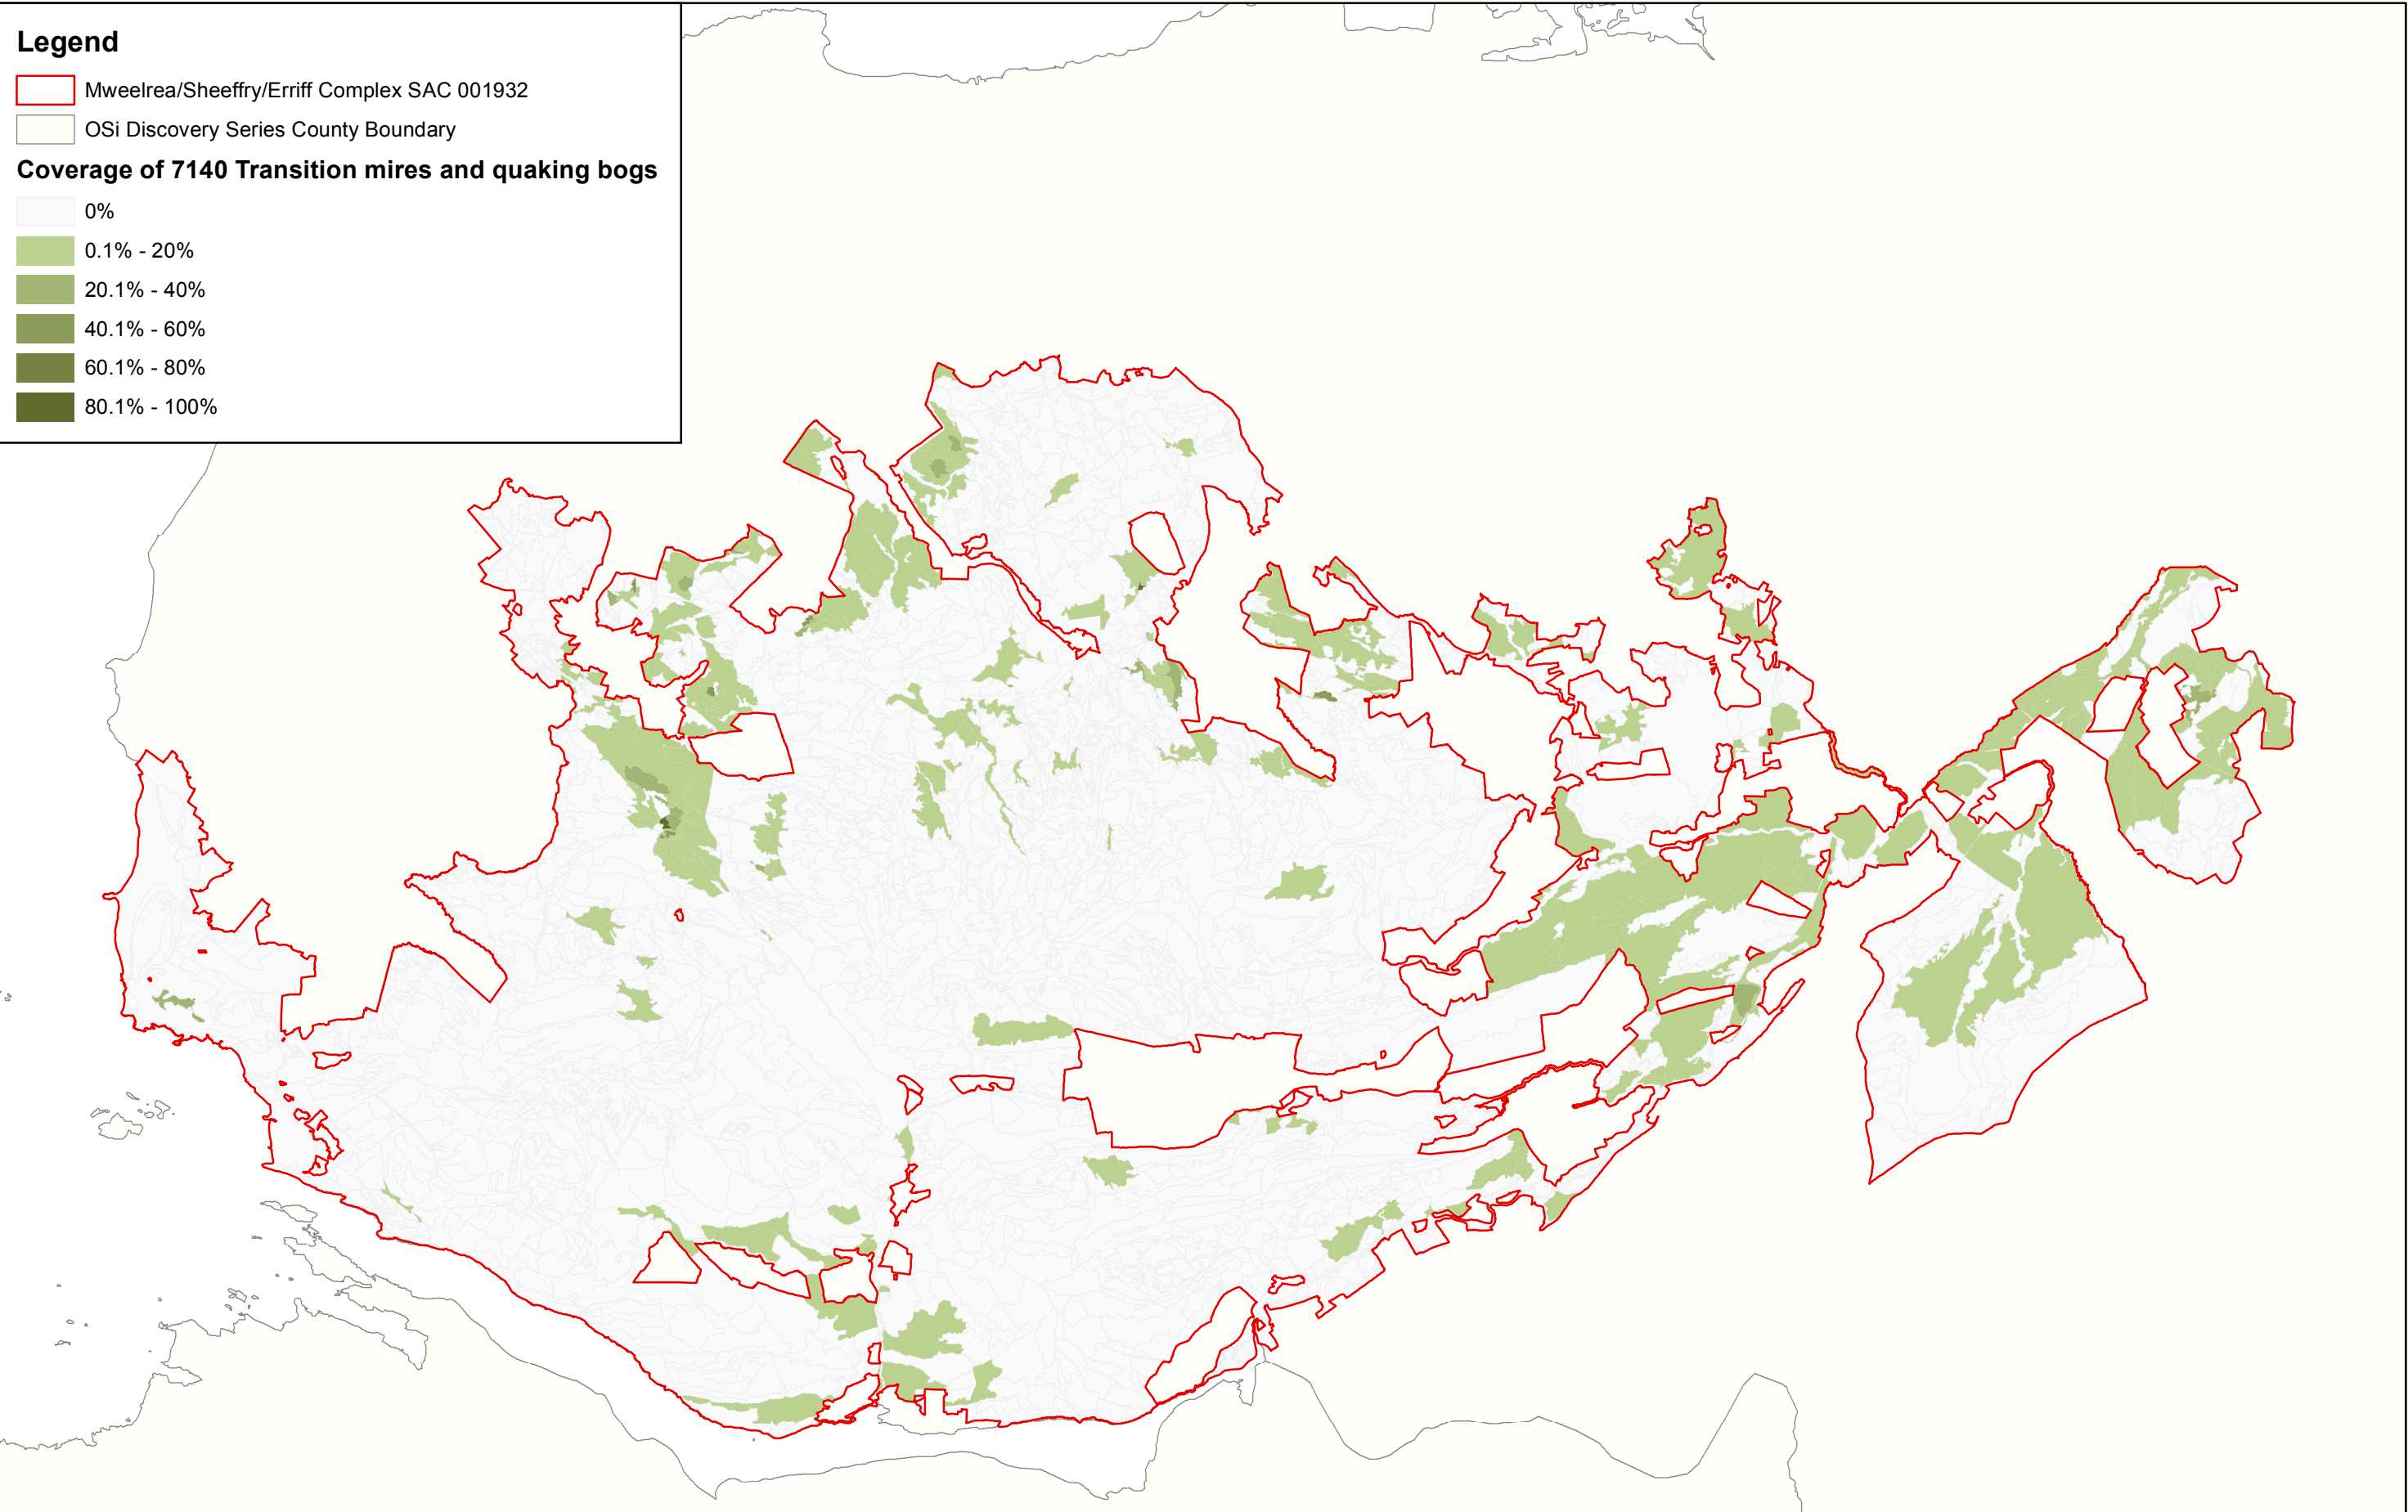 Legend
Mweelrea/Sheeffry/Erriff Complex SAC 001932
OSi Discovery Series County Boundary
Coverage of 7140 Transition mires and quaking bogs
0%
0.1% - 20%
20.1% - 40%
40.1% - 60%
60.1% - 80%
80.1% - 100%